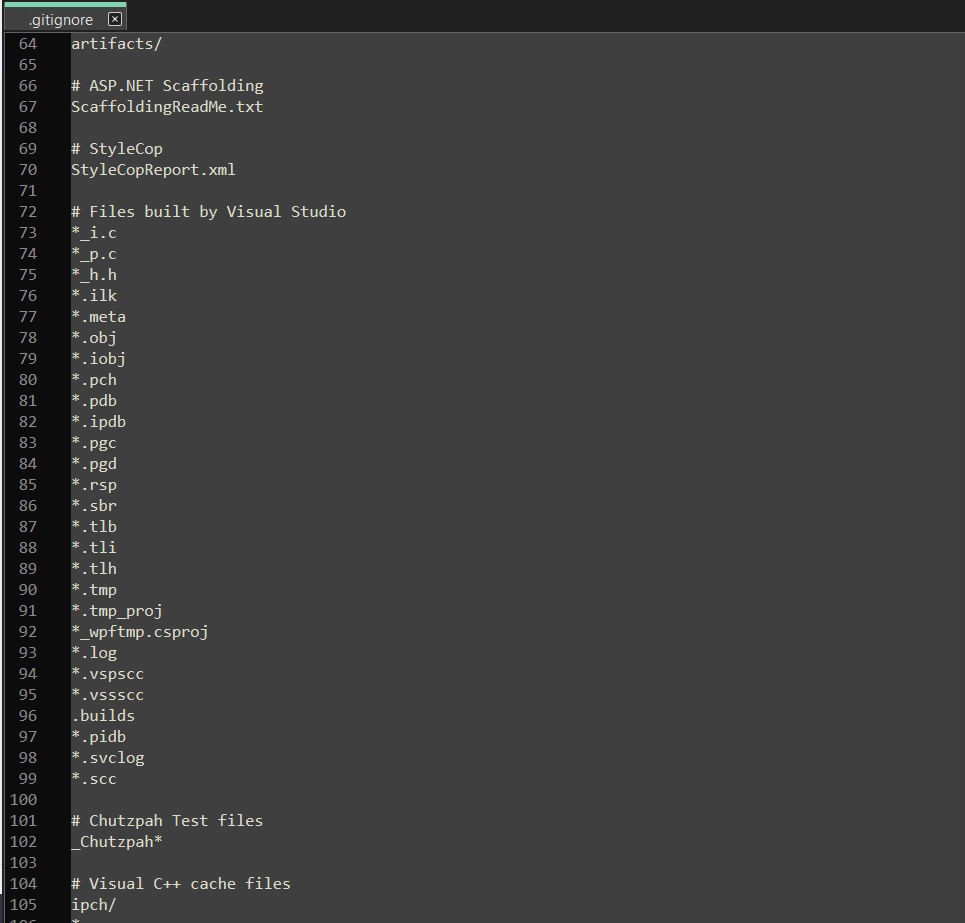 .gitignore
64 artifacts/
65
66 # ASP.NET Scaffolding
67 ScaffoldingReadMe.txt
68
69 # StyleCop
70 StyleCopReport.xml
71
72 # Files built by Visual Studio
73 *_i.c
74 *_p.c
75 *_h.h
76 *.ilk
77 *.meta
78 *.obj
79 *.iobj
80 *.pch
81 *.pdb
82 *.ipdb
83 *.pgc
84 *.pgd
85 *.rsp
86 *.sbr
87 *.tlb
88 *.tli
89 *.tlh
90 *.tmp
91 *.tmp_proj
92 *_wpftmp.csproj
93 *.log
94 *.vspscc
95 *.vssscc
96 .builds
97 *.pidb
98 *.svclog
99 *.scc
100
101 # Chutzpah Test files
102 _Chutzpah*
103
104 # Visual C++ cache files
105 ipch/